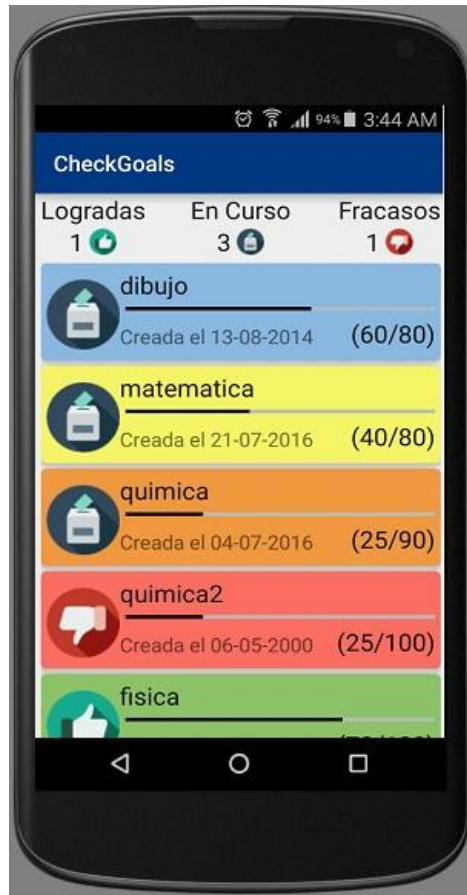 94% 3:44 AM
CheckGoals
Logradas En Curso Fracasos
1 3 1
dibujo
Creada el 13-08-2014 (60/80)
matematica
Creada el 21-07-2016 (40/80)
quimica
Creada el 04-07-2016 (25/90)
quimica2
Creada el 06-05-2000 (25/100)
fisica